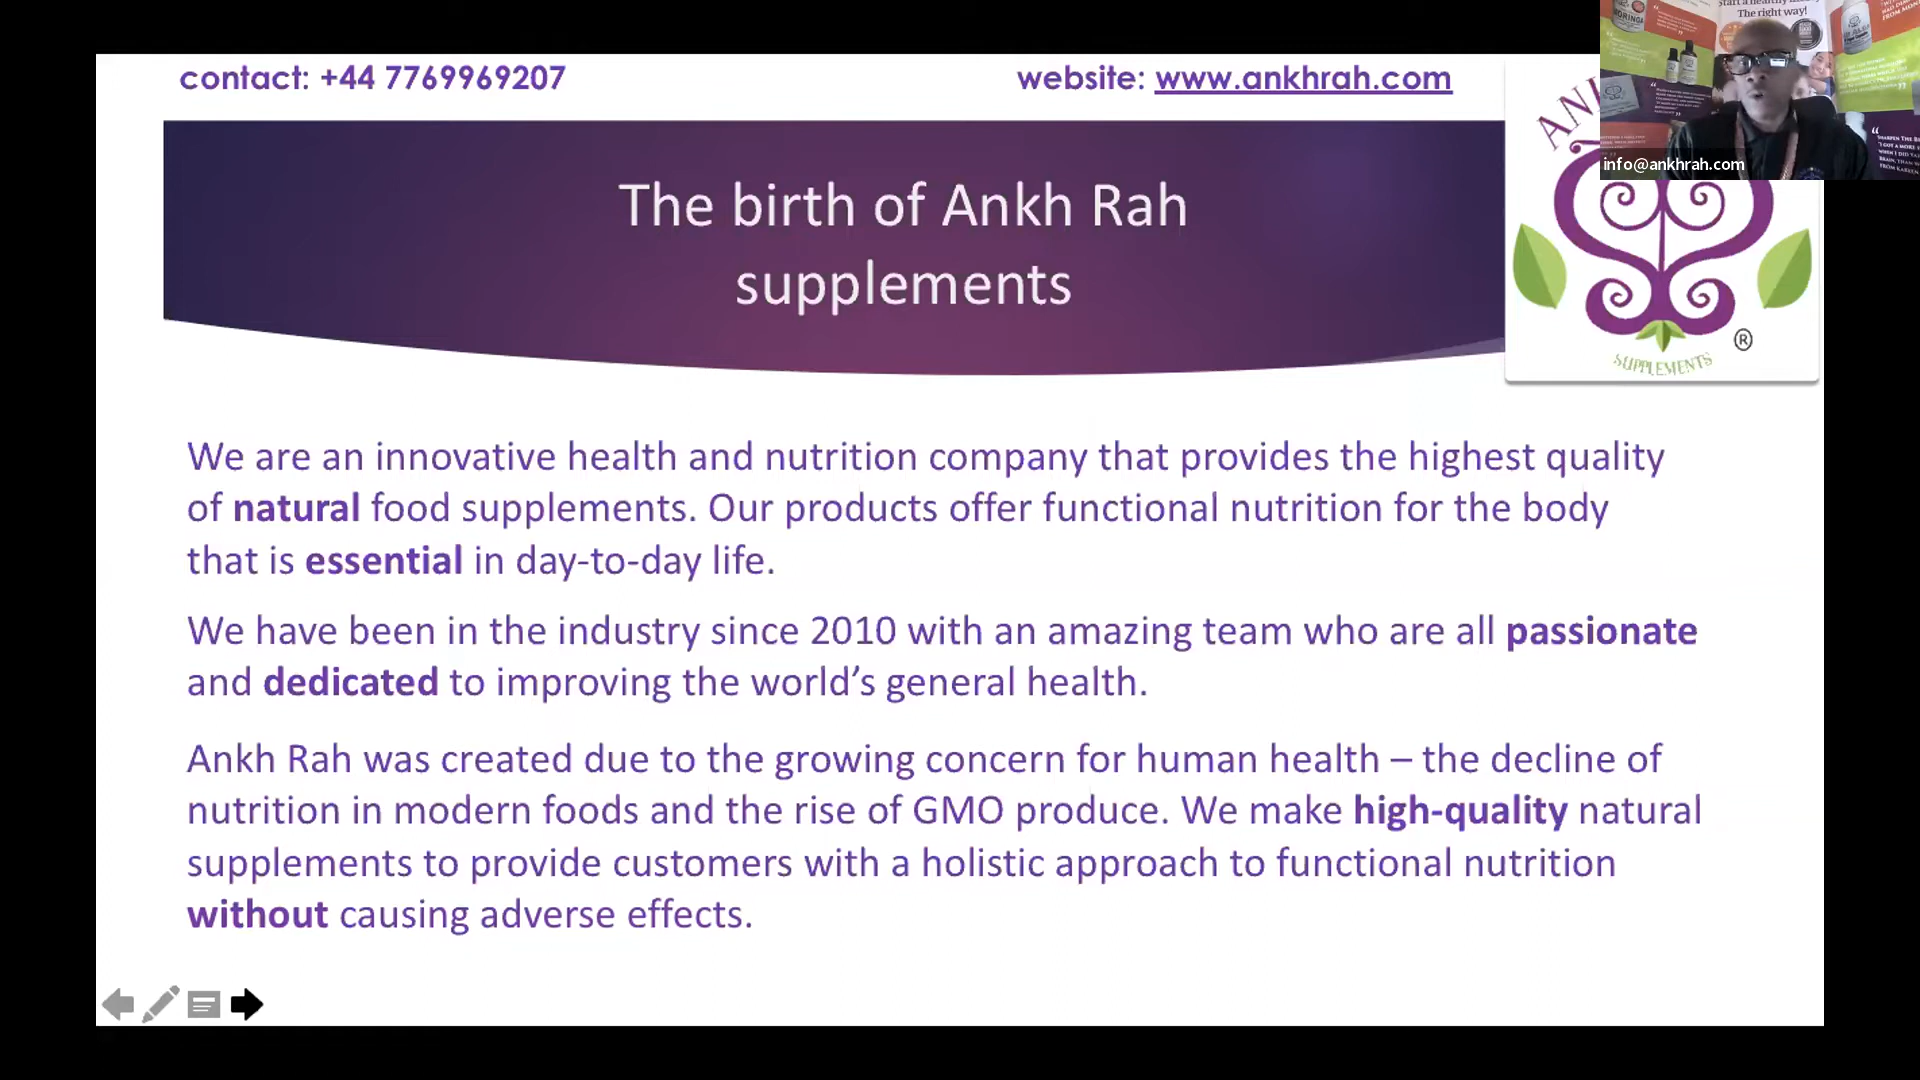 contact: +44 7769969207
website: www.ankhrah.com
The right way!
MORINGA
info@ankhrah.com
The birth of Ankh Rah
supplements
SUPPLEMENTS
®
We are an innovative health and nutrition company that provides the highest quality
of natural food supplements. Our products offer functional nutrition for the body
that is essential in day-to-day life.
We have been in the industry since 2010 with an amazing team who are all passionate
and dedicated to improving the world’s general health.
Ankh Rah was created due to the growing concern for human health – the decline of
nutrition in modern foods and the rise of GMO produce. We make high-quality natural
supplements to provide customers with a holistic approach to functional nutrition
without causing adverse effects.